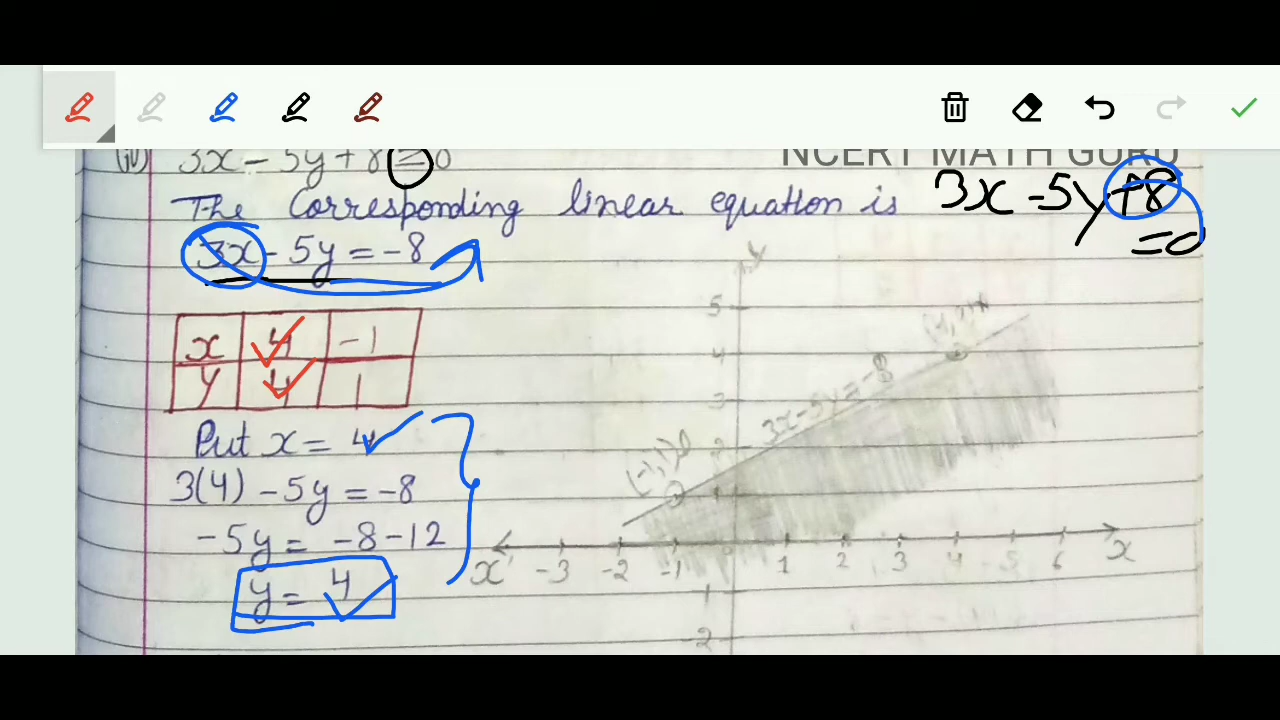 (iv) 3x - 5y + 8 ≥ 0
NCERT MATH GURU
The Corresponding linear equation is 3x - 5y + 8
= 0
3x - 5y = -8
x 4 -1
y 4 1
Put x = 4
3(4) - 5y = -8
-5y = -8 - 12
y = 4
5
4
3x - 5y = -8
3
2
(-1,1)
1
x' -3 -2 -1 1 2 3 4 5 6 x
-1
-2